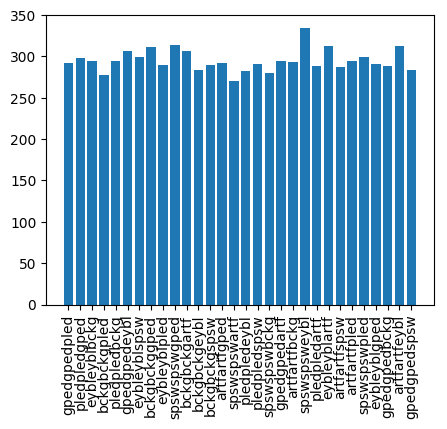 350
300
250
200
150
100
50
0
gpedgpedpled
pledpledgped
eybleyblbckg
bckgbckgpled
pledpledbckg
gpedgpedeybl
eybleyblspsw
bckgbckggped
eybleyblpled
spswspswgped
bckgbckgartf
bckgbckgeybl
bckgbckgspsw
artfartfgped
spswspswartf
pledpledeybl
pledpledspsw
spswspswbckg
gpedgpedartf
artfartfbckg
spswspsweybl
pledpledartf
eybleyblartf
artfartfspsw
artfartfpled
spswspswpled
eybleyblgped
gpedgpedbckg
artfartfeybl
gpedgpedspsw